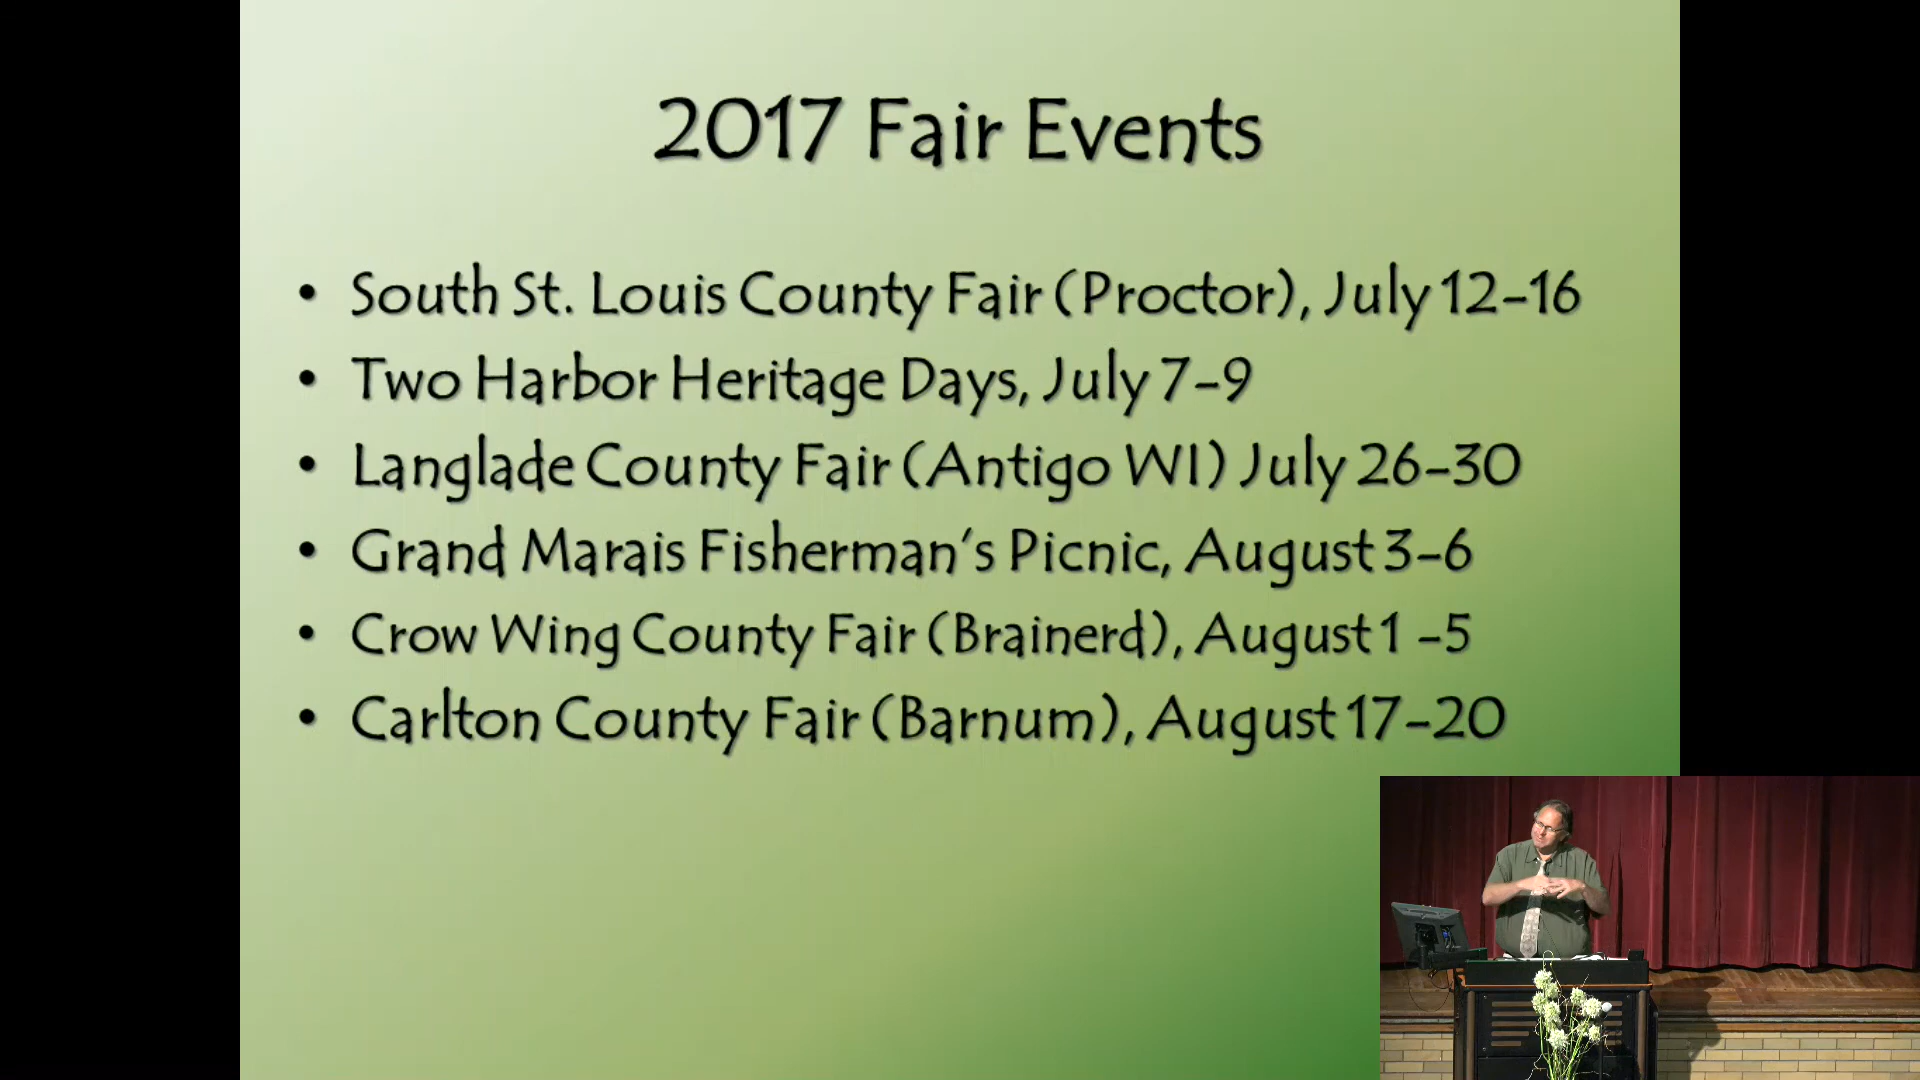 2017 Fair Events
• South St. Louis County Fair (Proctor), July 12-16
• Two Harbor Heritage Days, July 7-9
• Langlade County Fair (Antigo WI) July 26-30
• Grand Marais Fisherman's Picnic, August 3-6
• Crow Wing County Fair (Brainerd), August 1 -5
• Carlton County Fair (Barnum), August 17-20